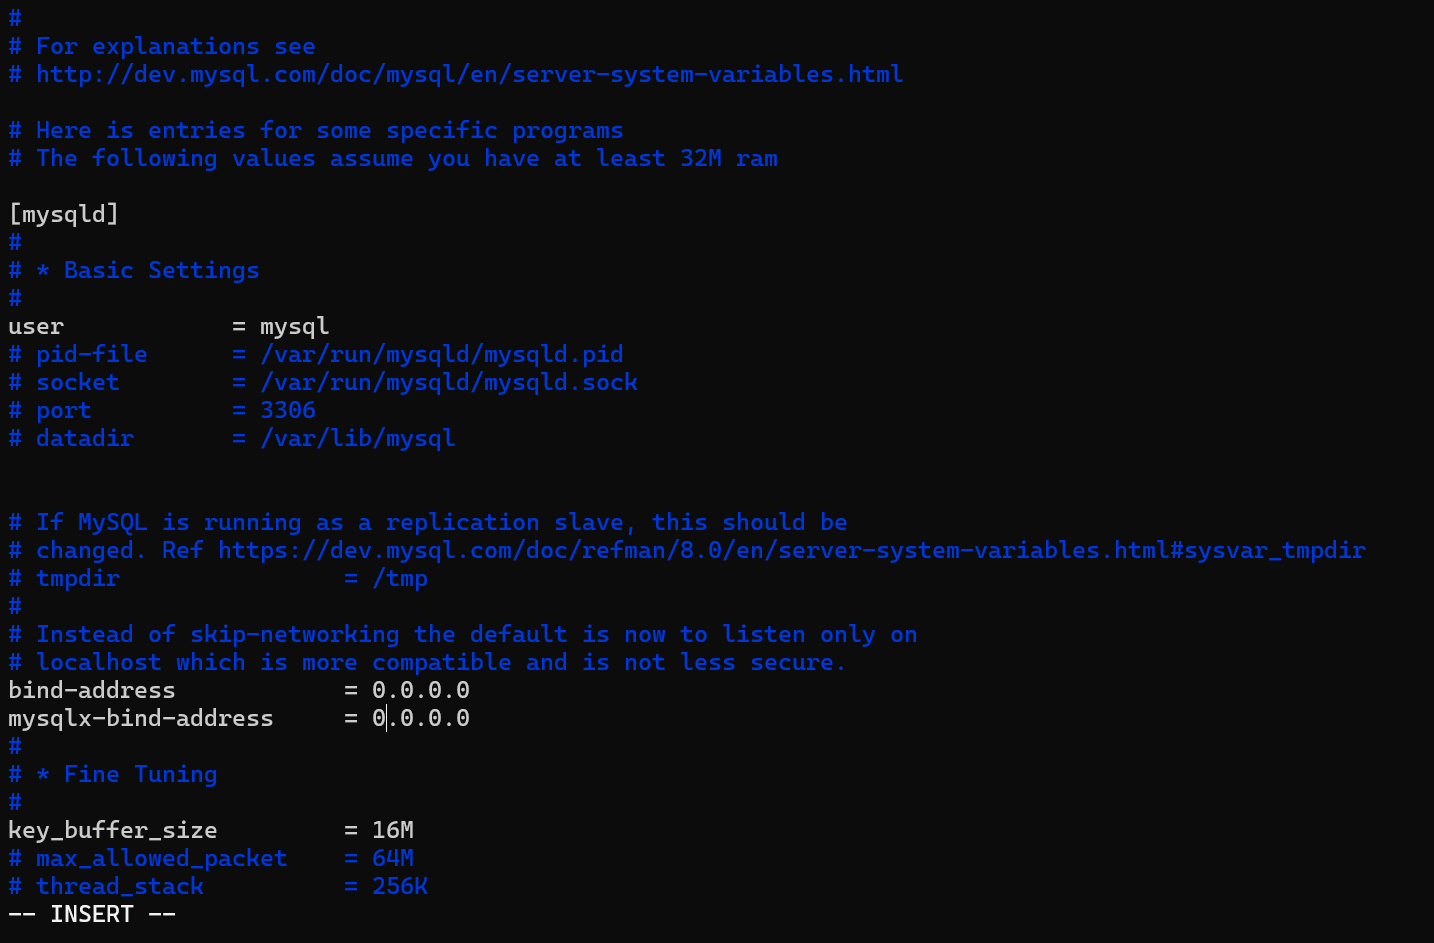 #
# For explanations see
# http://dev.mysql.com/doc/mysql/en/server-system-variables.html
# Here is entries for some specific programs
# The following values assume you have at least 32M ram
[mysqld]
#
# * Basic Settings
#
user            = mysql
# pid-file      = /var/run/mysqld/mysqld.pid
# socket        = /var/run/mysqld/mysqld.sock
# port          = 3306
# datadir       = /var/lib/mysql
# If MySQL is running as a replication slave, this should be
# changed. Ref https://dev.mysql.com/doc/refman/8.0/en/server-system-variables.html#sysvar_tmpdir
# tmpdir                = /tmp
#
# Instead of skip-networking the default is now to listen only on
# localhost which is more compatible and is not less secure.
bind-address            = 0.0.0.0
mysqlx-bind-address     = 0.0.0.0
#
# * Fine Tuning
#
key_buffer_size         = 16M
# max_allowed_packet    = 64M
# thread_stack          = 256K
-- INSERT --